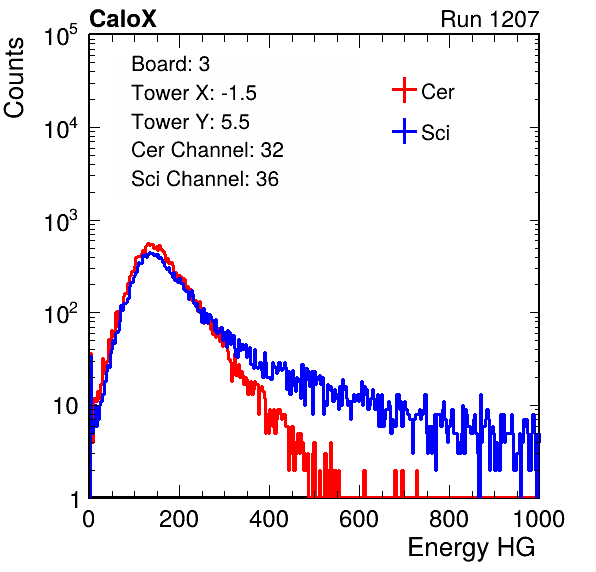 CaloX Run 1207
Counts
10^5
10^4
10^3
10^2
10
1
Board: 3
Tower X: -1.5
Tower Y: 5.5
Cer Channel: 32
Sci Channel: 36
Cer
Sci
0 200 400 600 800 1000
Energy HG